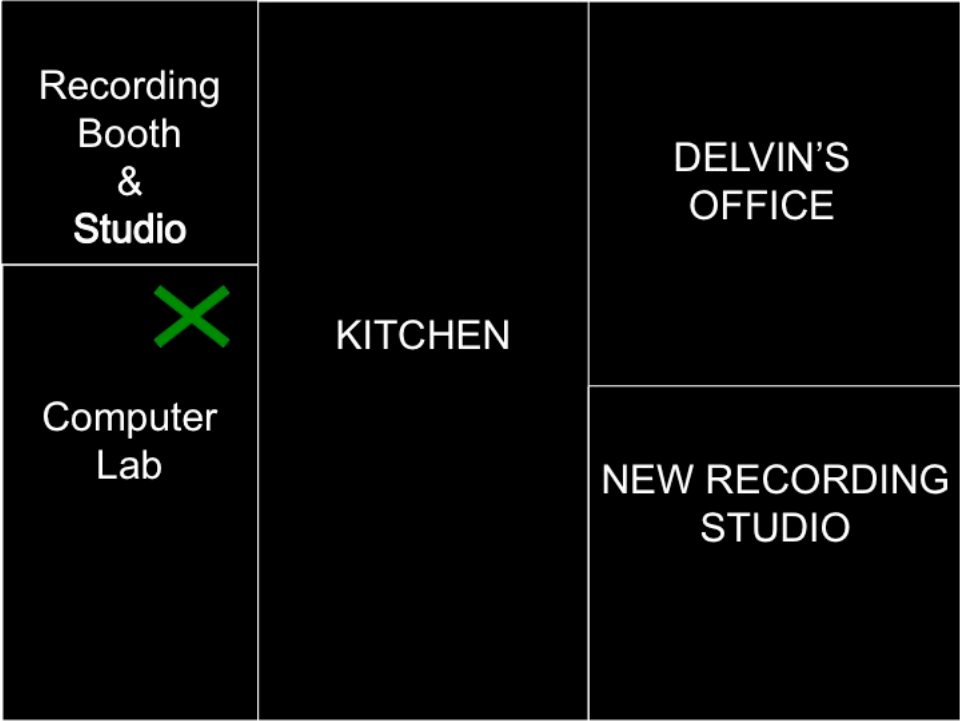 Recording
Booth
&
Studio
Computer
Lab
KITCHEN
DELVIN’S
OFFICE
NEW RECORDING
STUDIO